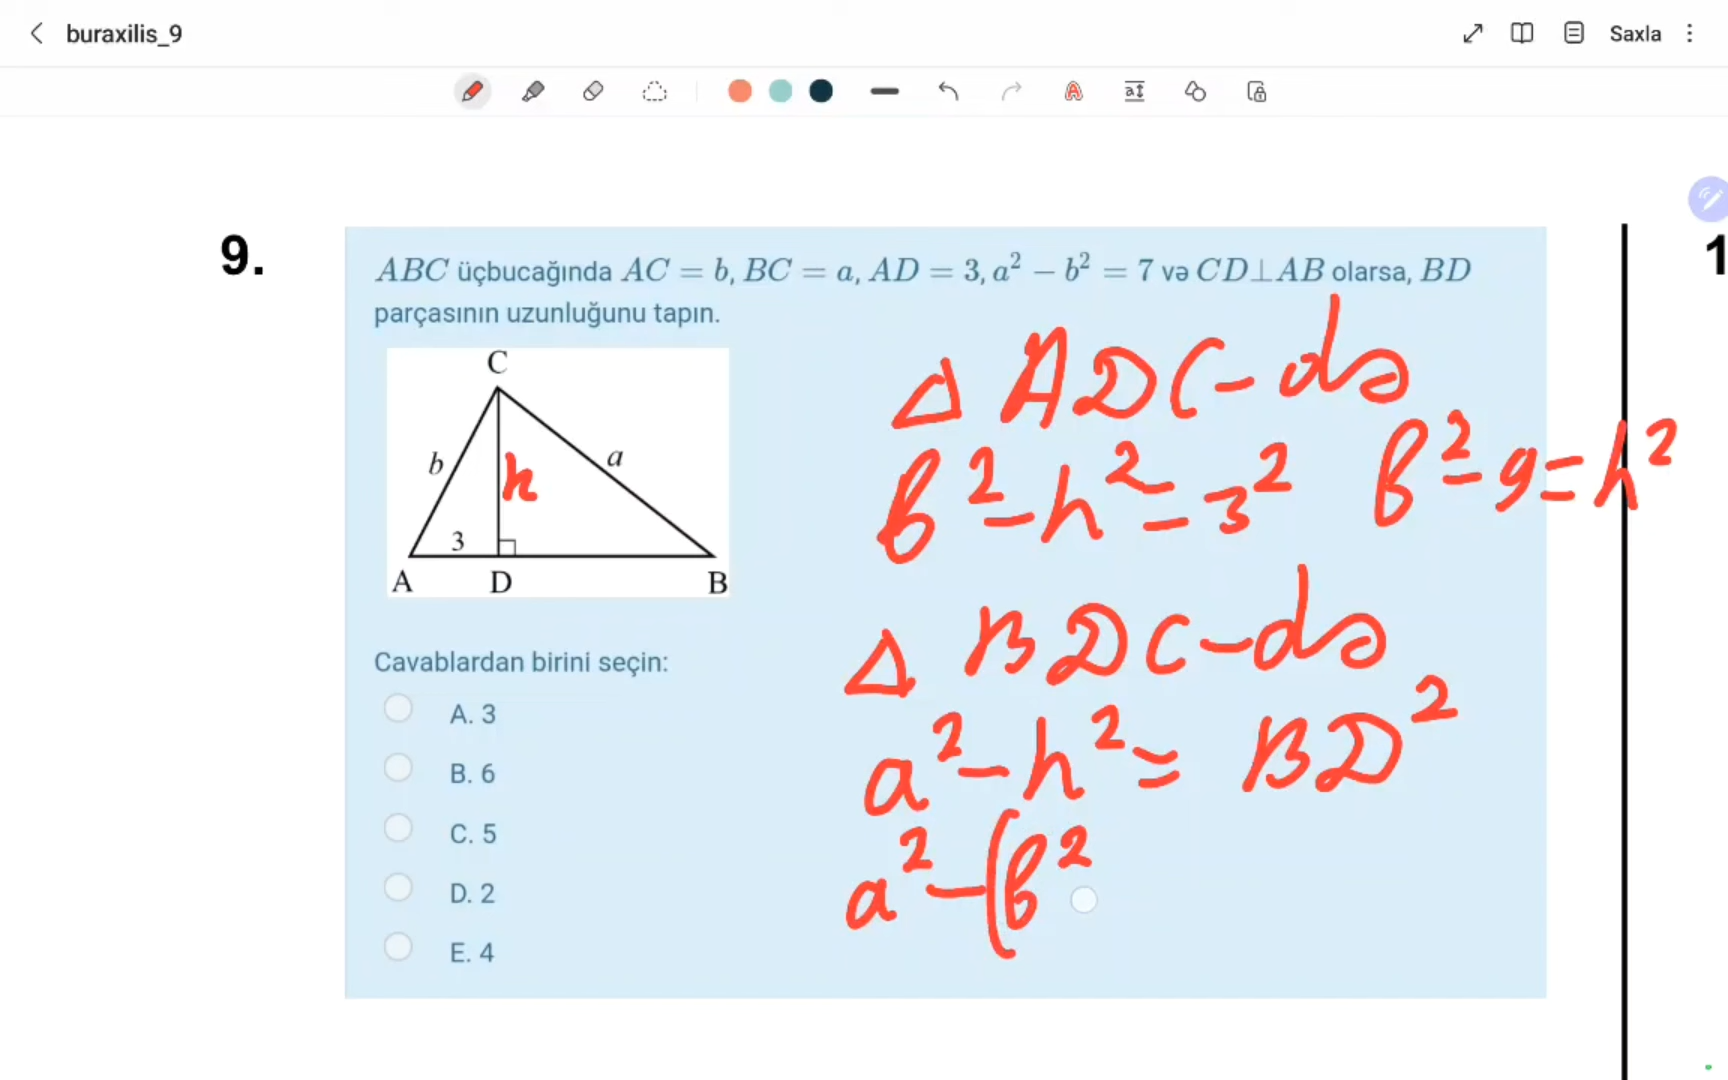 buraxilis_9
Saxla
9.
1
ABC üçbucağında AC = b, BC = a, AD = 3, a² − b² = 7 və CD⊥AB olarsa, BD
parçasının uzunluğunu tapın.
C
b
h
a
3
A D B
Δ ADC-də
b² − h² = 3² b² − 9 = h²
Δ BDC-də
a² − h² = BD²
a² − (b²
Cavablardan birini seçin:
A. 3
B. 6
C. 5
D. 2
E. 4